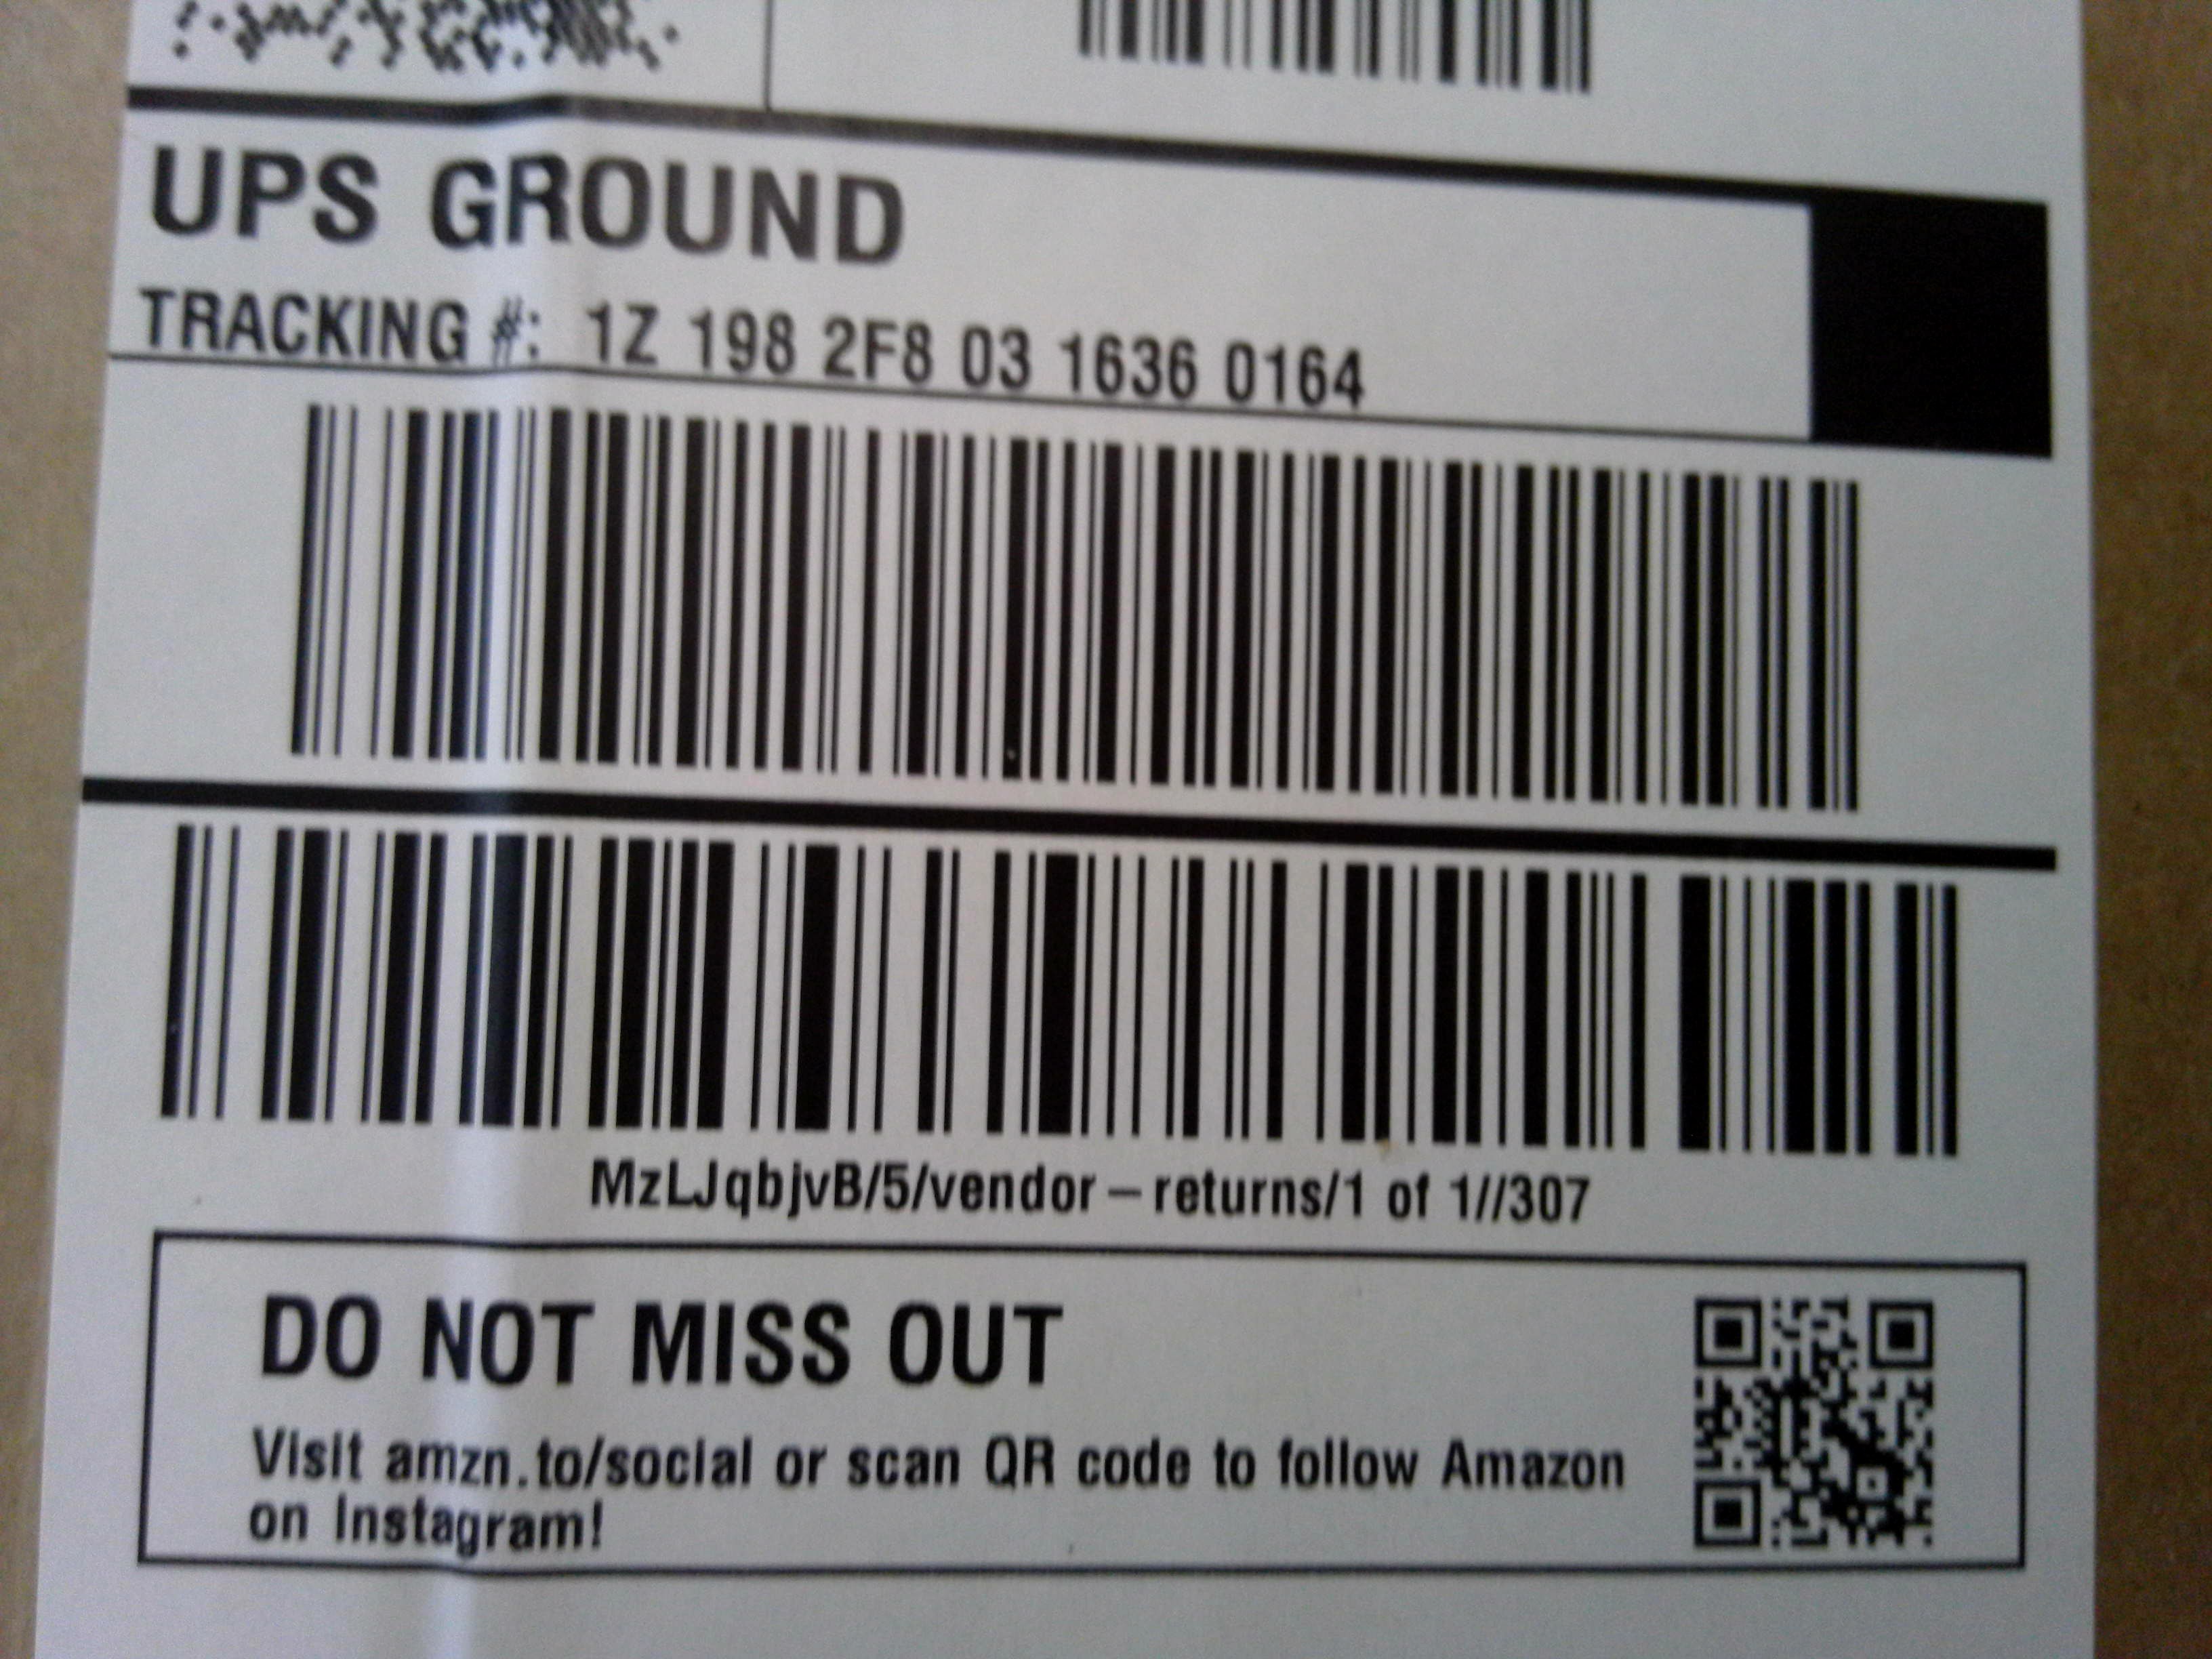 UPS GROUND
TRACKING #: 1Z 198 2F8 03 1636 0164
MzLJqbjvB/5/vendor-returns/1 of 1//307
DO NOT MISS OUT
Visit amzn.to/social or scan QR code to follow Amazon
on Instagram!